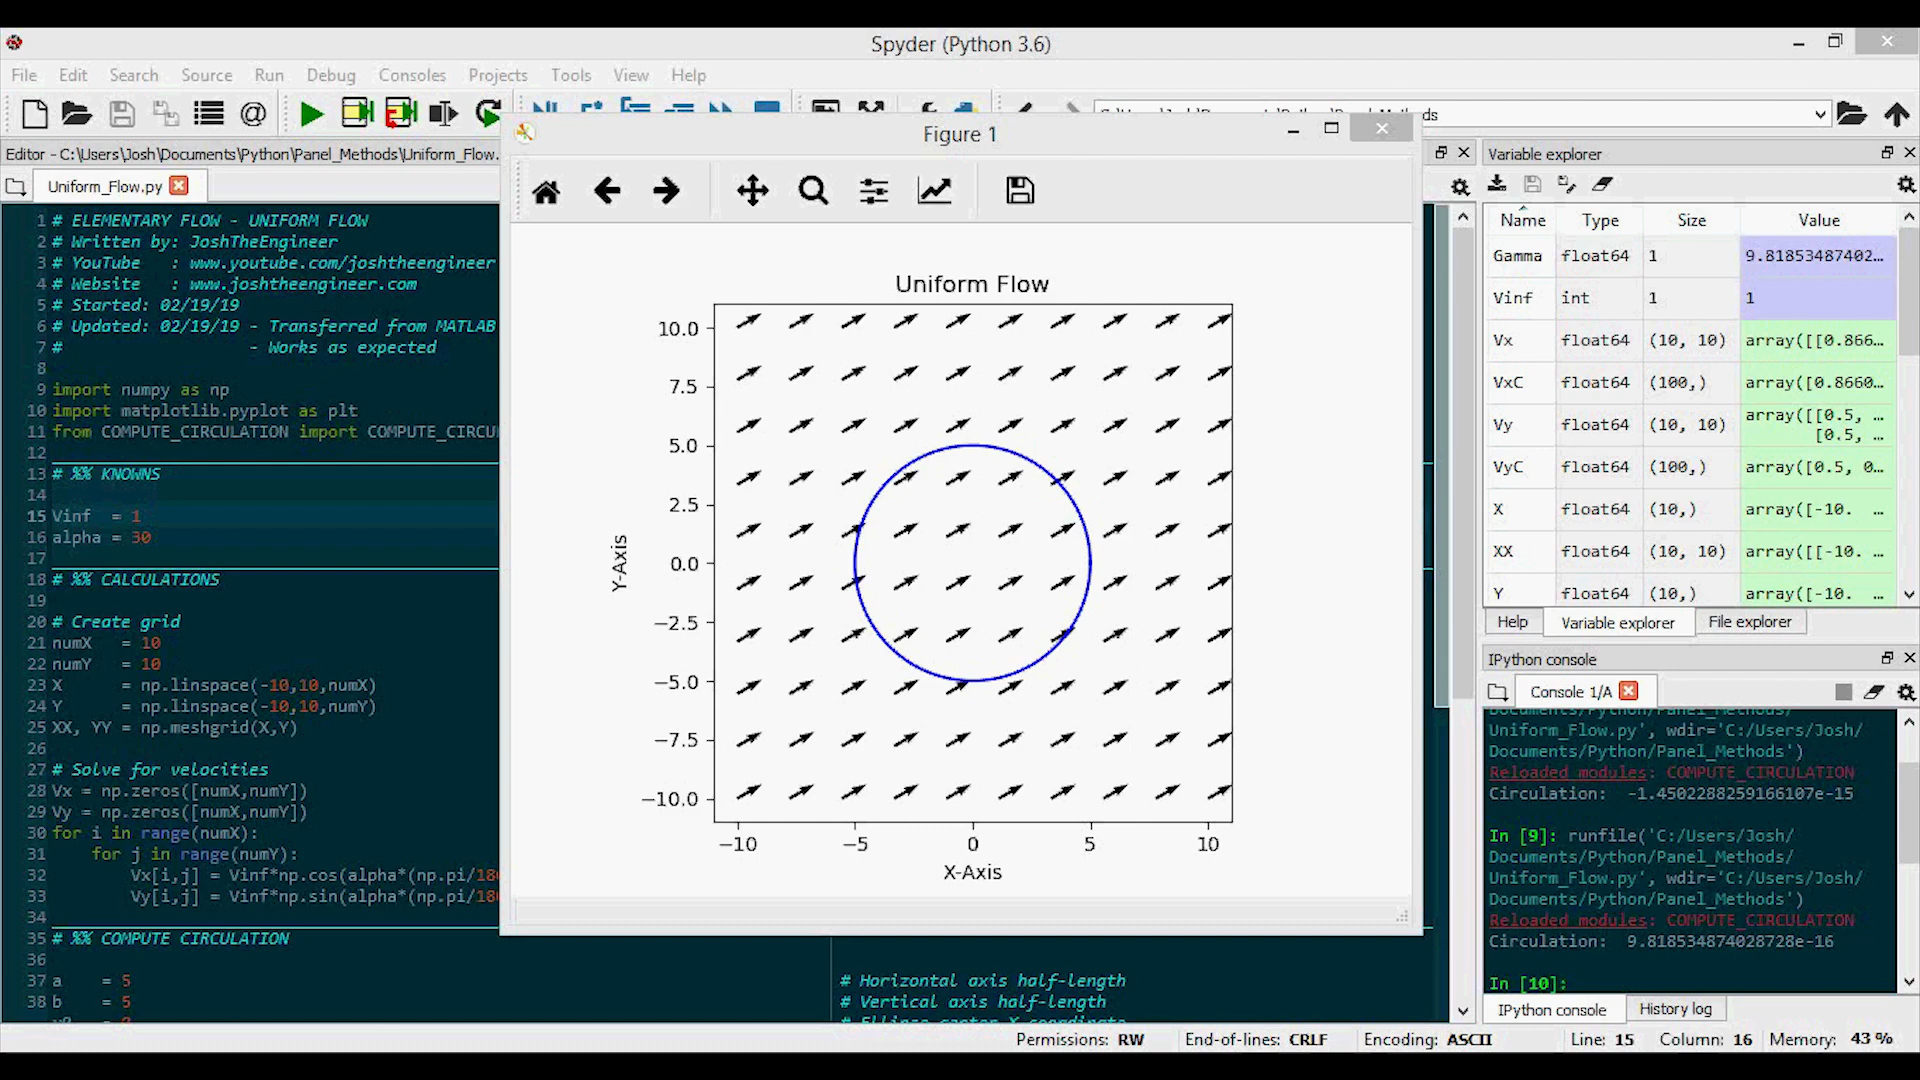 Spyder (Python 3.6)
File Edit Search Source Run Debug Consoles Projects Tools View Help
Editor - C:\Users\Josh\Documents\Python\Panel_Methods\Uniform_Flow.
Uniform_Flow.py
1 # ELEMENTARY FLOW - UNIFORM FLOW
2 # Written by: JoshTheEngineer
3 # YouTube : www.youtube.com/joshtheengineer
4 # Website : www.joshtheengineer.com
5 # Started: 02/19/19
6 # Updated: 02/19/19 - Transferred from MATLAB
7 # - Works as expected
8
9 import numpy as np
10 import matplotlib.pyplot as plt
11 from COMPUTE_CIRCULATION import COMPUTE_CIRCU
12
13 # %% KNOWNS
14
15 Vinf = 1
16 alpha = 30
17
18 # %% CALCULATIONS
19
20 # Create grid
21 numX = 10
22 numY = 10
23 X = np.linspace(-10,10,numX)
24 Y = np.linspace(-10,10,numY)
25 XX, YY = np.meshgrid(X,Y)
26
27 # Solve for velocities
28 Vx = np.zeros([numX,numY])
29 Vy = np.zeros([numX,numY])
30 for i in range(numX):
31 for j in range(numY):
32 Vx[i,j] = Vinf*np.cos(alpha*(np.pi/18
33 Vy[i,j] = Vinf*np.sin(alpha*(np.pi/18
34
35 # %% COMPUTE CIRCULATION
36
37 a = 5 # Horizontal axis half-length
38 b = 5 # Vertical axis half-length
# Ellipse center X coordinate
Figure 1
Uniform Flow
10.0
7.5
5.0
2.5
0.0
−2.5
−5.0
−7.5
−10.0
Y-Axis
−10 −5 0 5 10
X-Axis
Variable explorer
Name Type Size Value
Gamma float64 1 9.81853487402…
Vinf int 1 1
Vx float64 (10, 10) array([[0.866…
VxC float64 (100,) array([0.8660…
Vy float64 (10, 10) array([[0.5, …
[0.5, …
VyC float64 (100,) array([0.5, 0…
X float64 (10,) array([-10. …
XX float64 (10, 10) array([[-10. …
Y float64 (10,) array([-10. …
Help Variable explorer File explorer
IPython console
Console 1/A
Documents/Python/Panel_Methods/
Uniform_Flow.py', wdir='C:/Users/Josh/
Documents/Python/Panel_Methods')
Reloaded modules: COMPUTE_CIRCULATION
Circulation: -1.4502288259166107e-15
In [9]: runfile('C:/Users/Josh/
Documents/Python/Panel_Methods/
Uniform_Flow.py', wdir='C:/Users/Josh/
Documents/Python/Panel_Methods')
Reloaded modules: COMPUTE_CIRCULATION
Circulation: 9.818534874028728e-16
In [10]:
IPython console History log
Permissions: RW End-of-lines: CRLF Encoding: ASCII Line: 15 Column: 16 Memory: 43 %